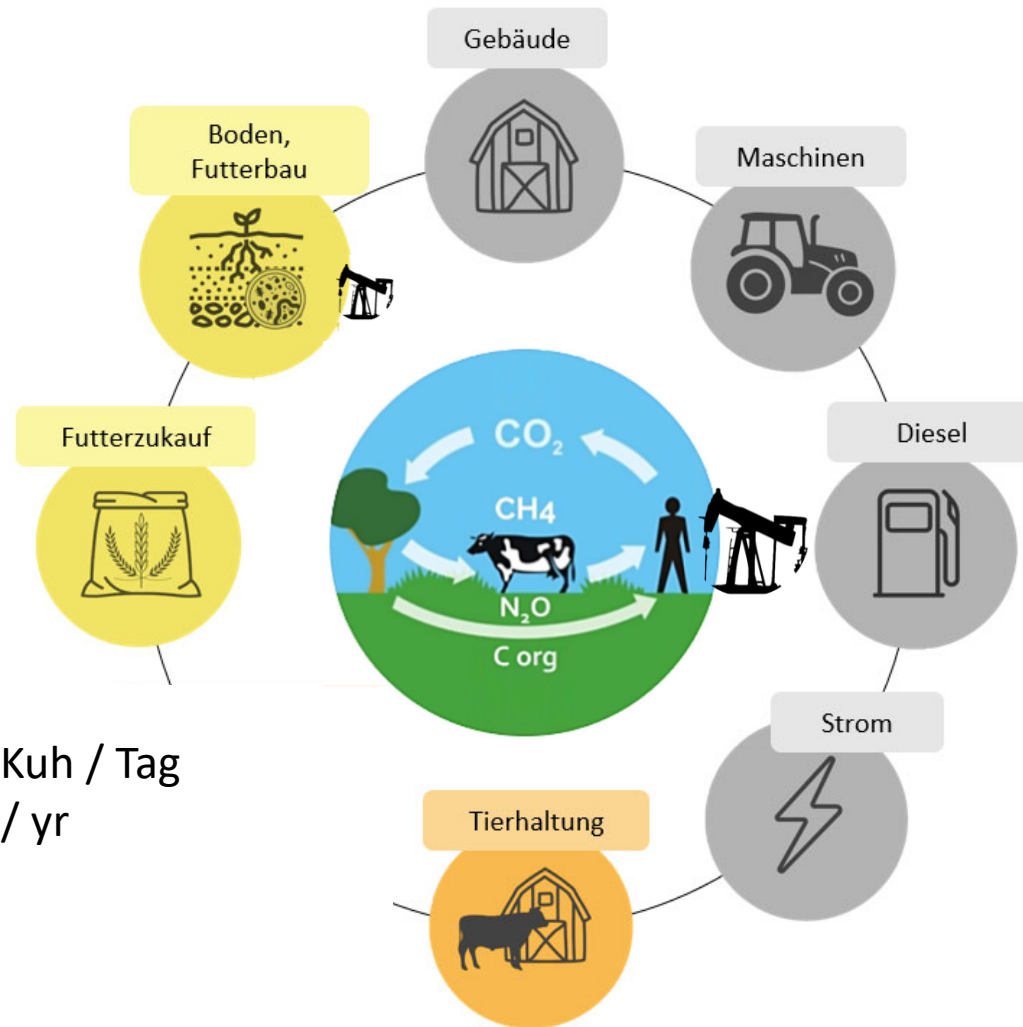 Gebäude
Boden,
Futterbau
Maschinen
Futterzukauf
Diesel
CO₂
CH4
N₂O
C org
Strom
Kuh / Tag
/ yr
Tierhaltung